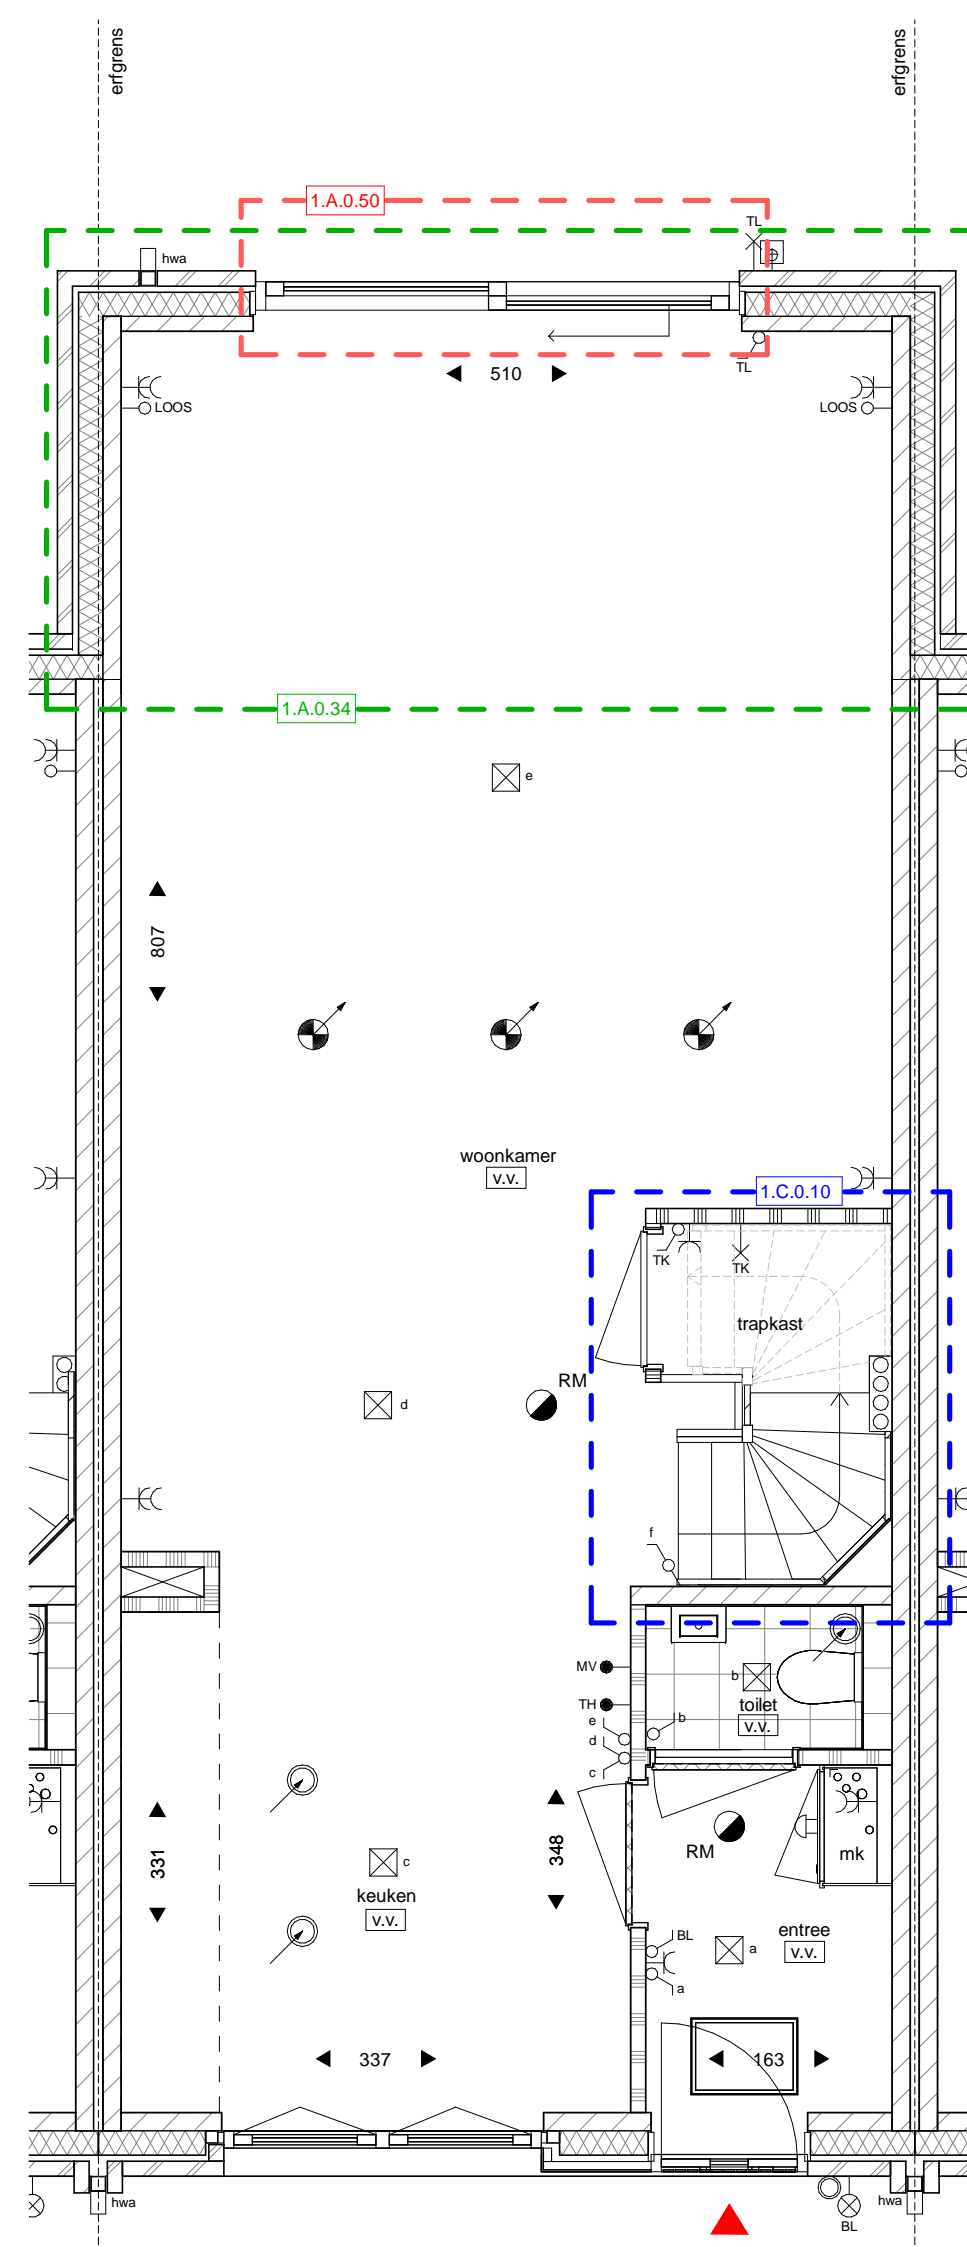 erfgrens
erfgrens
1.A.0.50
TL
hwa
510
TL
LOOS
LOOS
1.A.0.34
e
807
woonkamer
v.v.
1.C.0.10
TK
TK
trapkast
RM
d
f
MV
b
TH
toilet
e
b
v.v.
d
c
348
331
RM
mk
c
keuken
v.v.
BL
entree
a
v.v.
a
337
163
hwa
hwa
BL